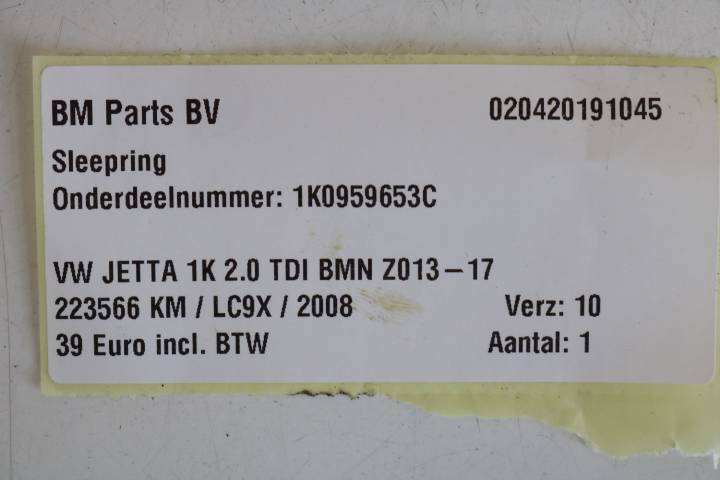 BM Parts BV 020420191045
Sleepring
Onderdeelnummer: 1K0959653C
VW JETTA 1K 2.0 TDI BMN Z013-17
223566 KM / LC9X / 2008 Verz: 10
39 Euro incl. BTW Aantal: 1